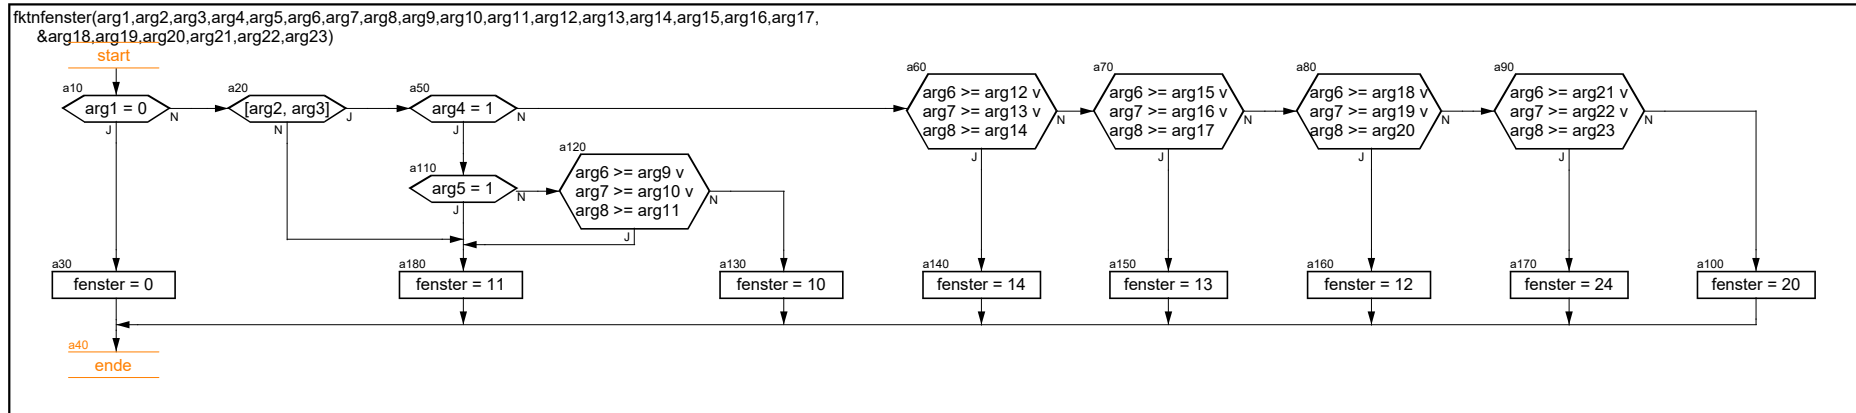 fktnfenster(arg1,arg2,arg3,arg4,arg5,arg6,arg7,arg8,arg9,arg10,arg11,arg12,arg13,arg14,arg15,arg16,arg17,
&arg18,arg19,arg20,arg21,arg22,arg23)
start
a10
arg1 = 0
N
J
a20
[arg2, arg3]
J
N
a50
arg4 = 1
N
J
a60
arg6 >= arg12 v
arg7 >= arg13 v
arg8 >= arg14
N
J
a70
arg6 >= arg15 v
arg7 >= arg16 v
arg8 >= arg17
N
J
a80
arg6 >= arg18 v
arg7 >= arg19 v
arg8 >= arg20
N
J
a90
arg6 >= arg21 v
arg7 >= arg22 v
arg8 >= arg23
N
J
a110
arg5 = 1
N
J
a120
arg6 >= arg9 v
arg7 >= arg10 v
arg8 >= arg11
N
J
a30
fenster = 0
a180
fenster = 11
a130
fenster = 10
a140
fenster = 14
a150
fenster = 13
a160
fenster = 12
a170
fenster = 24
a100
fenster = 20
a40
ende